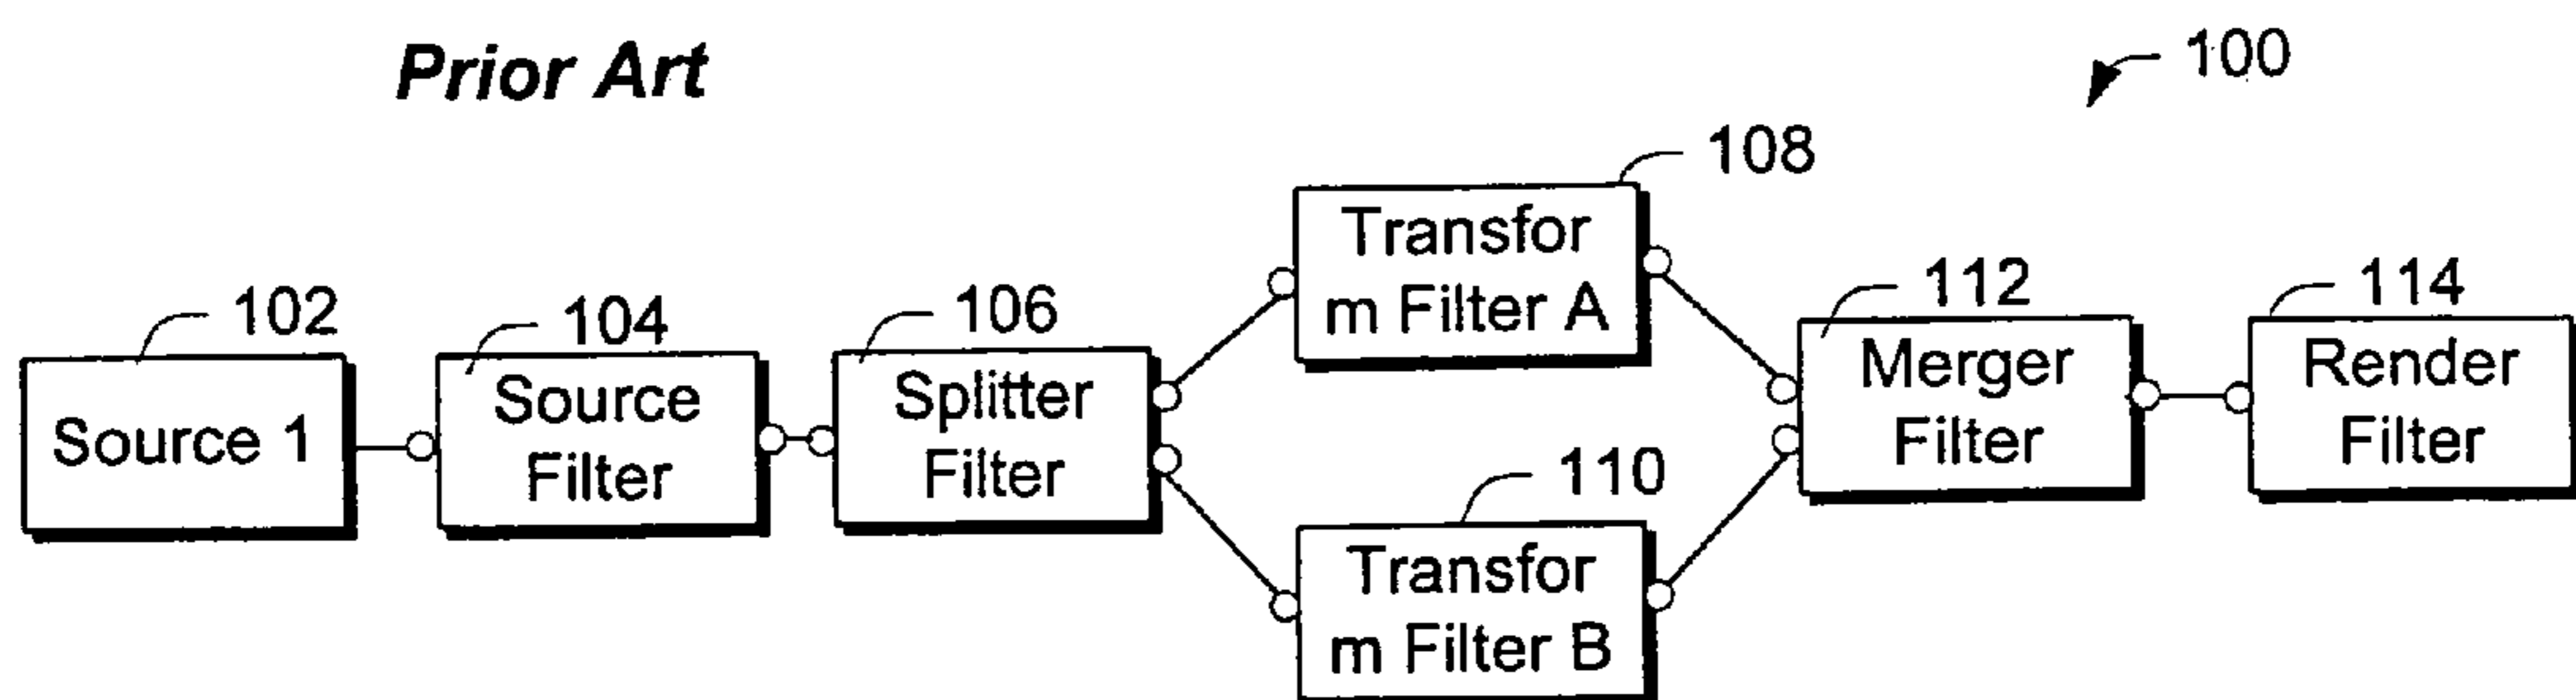 Prior Art
100
108
Transfor
m Filter A
102
Source 1
104
Source
Filter
106
Splitter
Filter
110
Transfor
m Filter B
112
Merger
Filter
114
Render
Filter